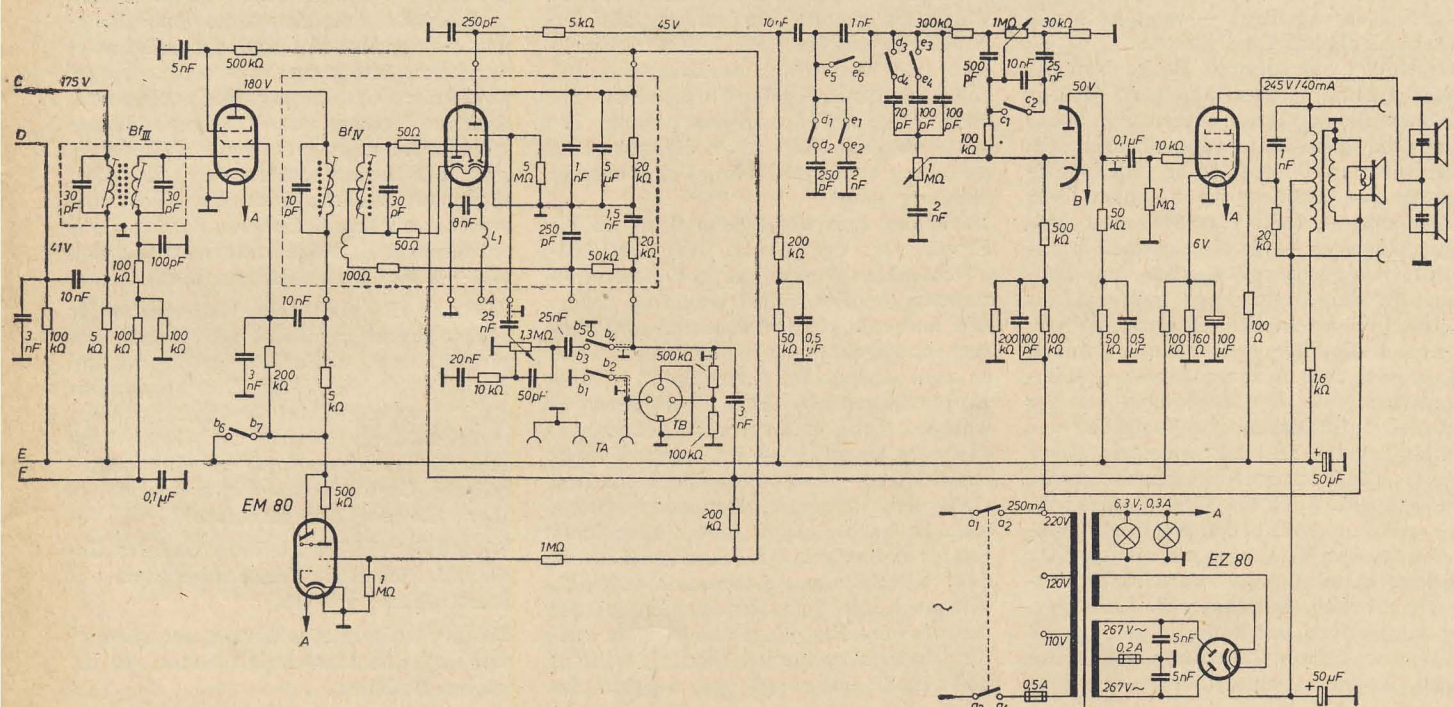 250pF
5kΩ
45V
10nF
1nF
300kΩ
1MΩ
30kΩ
5nF
500kΩ
d3
e3
e5
e6
d4
e4
500 pF
10nF
25 nF
C
175V
180V
50V
245V/40mA
BfIII
BfIV
50Ω
d1
e1
d2
e2
70 pF
100 pF
100 pF
c1
c2
0,1µF
10kΩ
1 nF
D
5 MΩ
1 nF
5 µF
20 kΩ
100 kΩ
30 pF
30 pF
10 pF
30 pF
250 pF
2 nF
1 MΩ
B
1 MΩ
A
A
8nF
L1
1,5 nF
50Ω
250 pF
20 kΩ
2 nF
50 kΩ
6V
20 kΩ
41V
100pF
100Ω
50kΩ
200 kΩ
500 kΩ
10nF
100 kΩ
10nF
A
25 nF
1,3MΩ
25nF
b5
b4
3 nF
100 kΩ
5 kΩ
100 kΩ
100 kΩ
3 nF
200 kΩ
5 kΩ
20nF
10kΩ
50pF
b3
b2
b1
500kΩ
50 kΩ
0,5 µF
200 kΩ
100 pF
100 kΩ
50 kΩ
0,5 µF
100 kΩ
160 Ω
100 µF
100 Ω
1,6 kΩ
b6
b7
TA
TB
100kΩ
3 nF
E
F
0,1µF
+
50µF
EM 80
500 kΩ
200 kΩ
1MΩ
1 MΩ
A
a1
a2
250mA
220V
6,3V; 0,3A
A
EZ 80
120V
~
110V
267V~
5nF
0,2A
5nF
267V~
0,5A
+
50µF